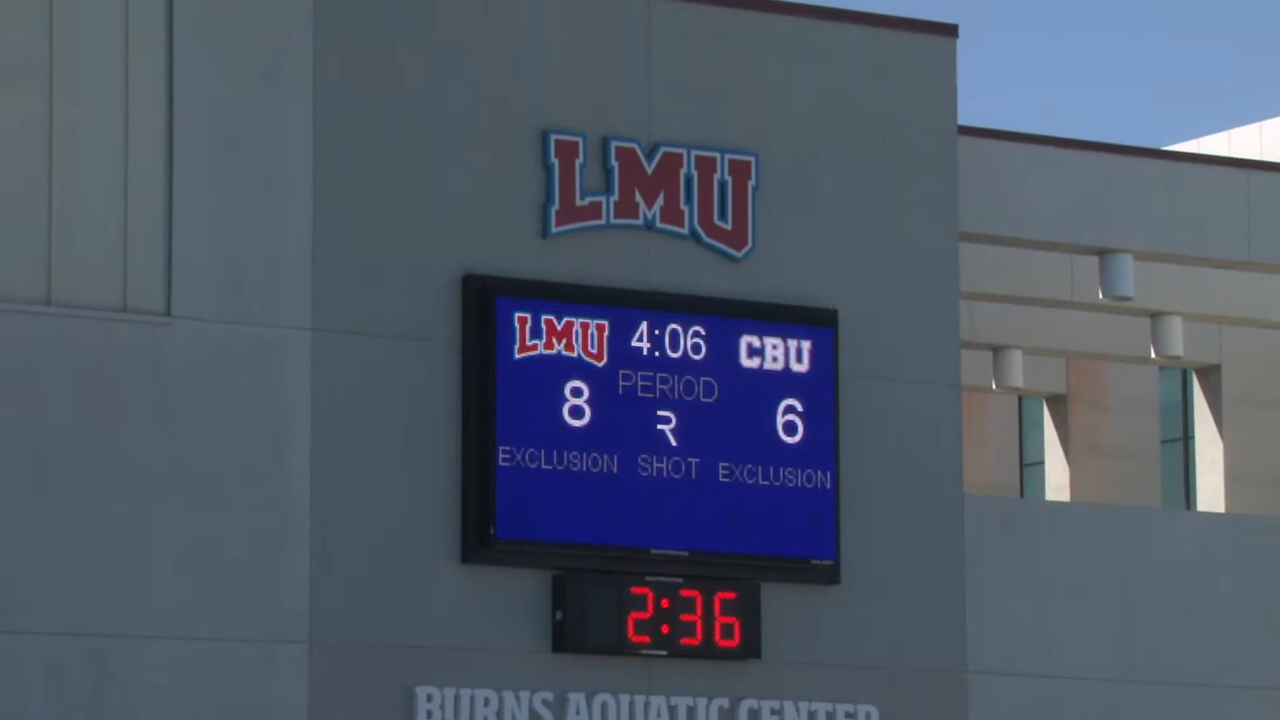 LMU
LMU 4:06 CBU
PERIOD
8 6
EXCLUSION SHOT EXCLUSION
2:36
BURNS AQUATIC CENTER